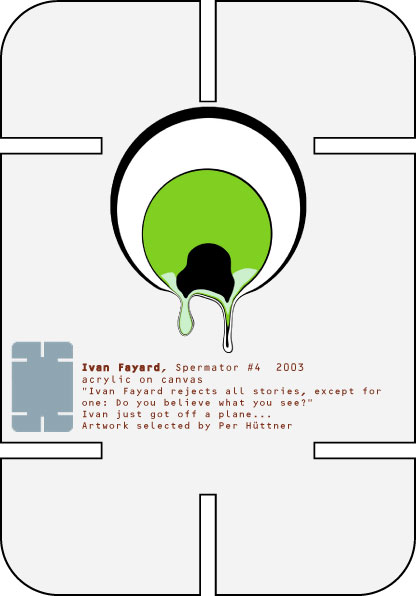 Ivan Fayard, Spermator #4 2003
acrylic on canvas
"Ivan Fayard rejects all stories, except for
one: Do you believe what you see?"
Ivan just got off a plane...
Artwork selected by Per Hüttner